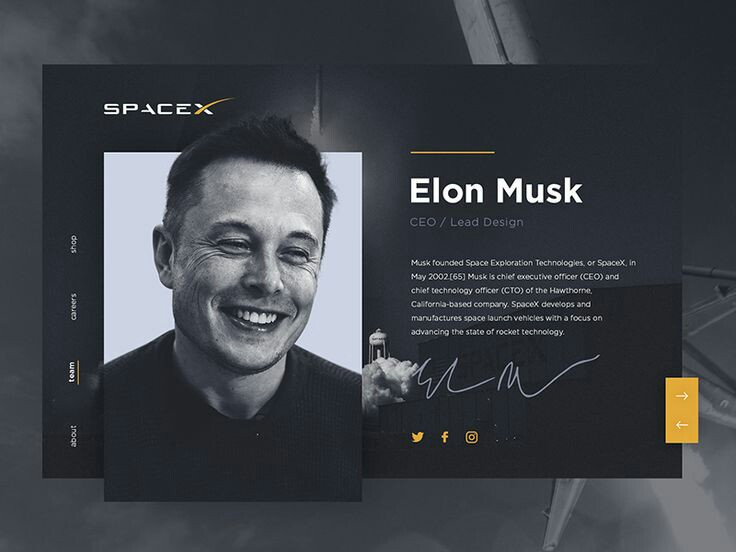 SPACEX
Elon Musk
CEO / Lead Design
Musk founded Space Exploration Technologies, or SpaceX, in
May 2002.[65] Musk is chief executive officer (CEO) and
chief technology officer (CTO) of the Hawthorne,
California-based company. SpaceX develops and
manufactures space launch vehicles with a focus on
advancing the state of rocket technology.
shop
careers
team
about
SPACEX